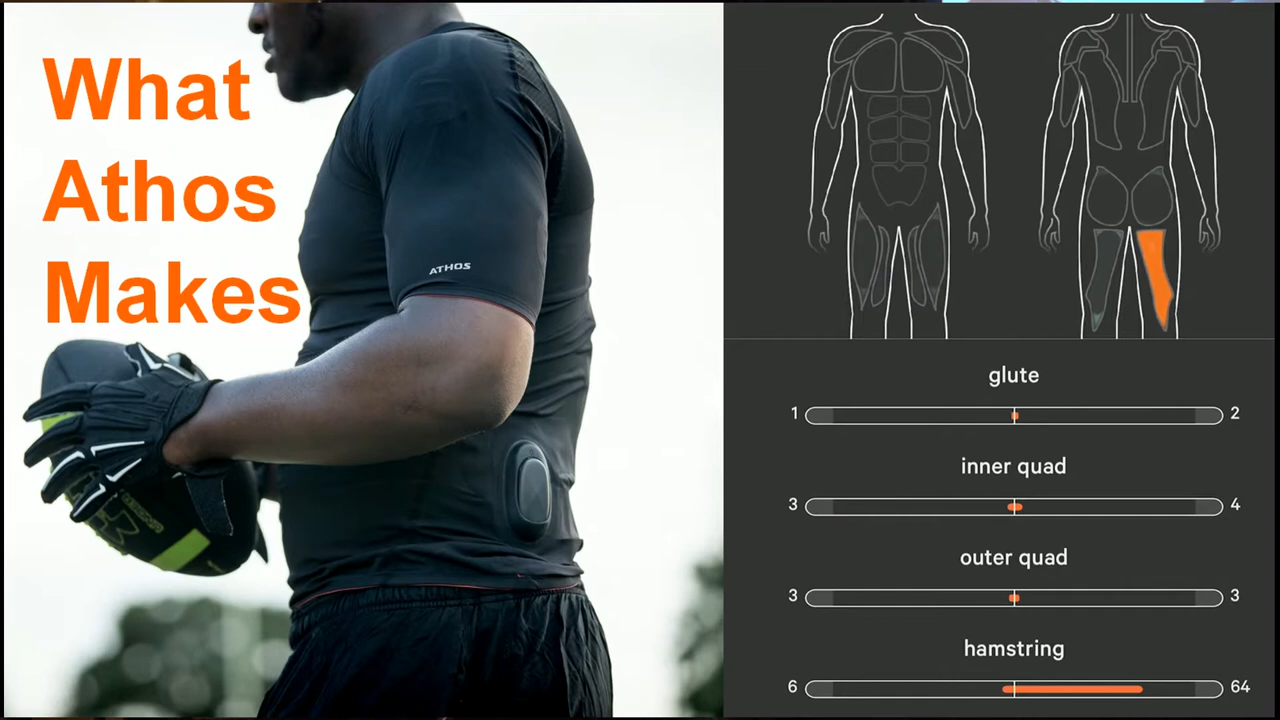 What
Athos
Makes
ATHOS
glute
1 2
inner quad
3 4
outer quad
3 3
hamstring
6 64